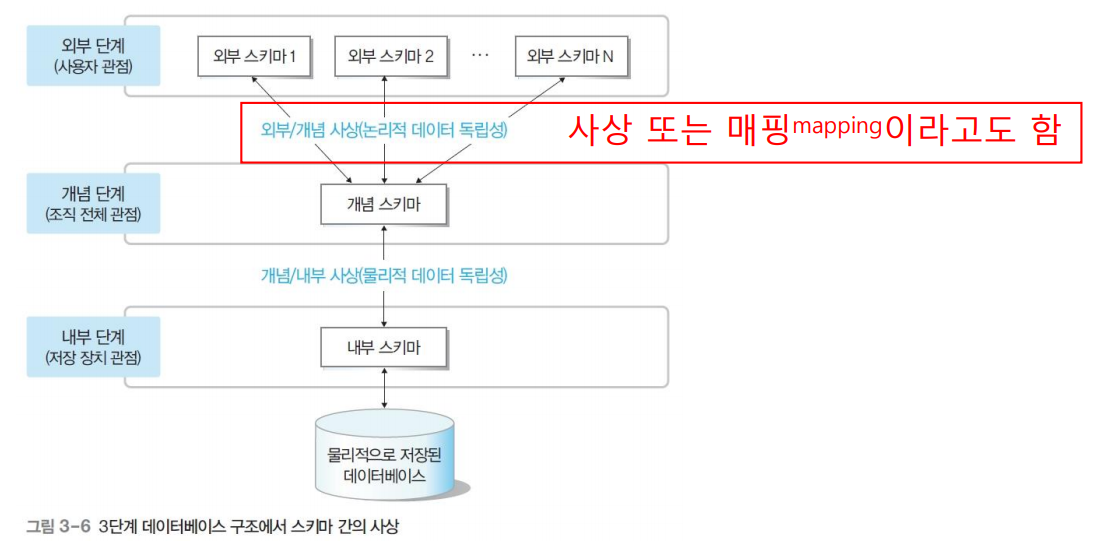 외부 단계
(사용자 관점)
외부 스키마 1
외부 스키마 2
···
외부 스키마 N
외부/개념 사상(논리적 데이터 독립성)
사상 또는 매핑mapping이라고도 함
개념 단계
(조직 전체 관점)
개념 스키마
개념/내부 사상(물리적 데이터 독립성)
내부 단계
(저장 장치 관점)
내부 스키마
물리적으로 저장된
데이터베이스
그림 3-6 3단계 데이터베이스 구조에서 스키마 간의 사상